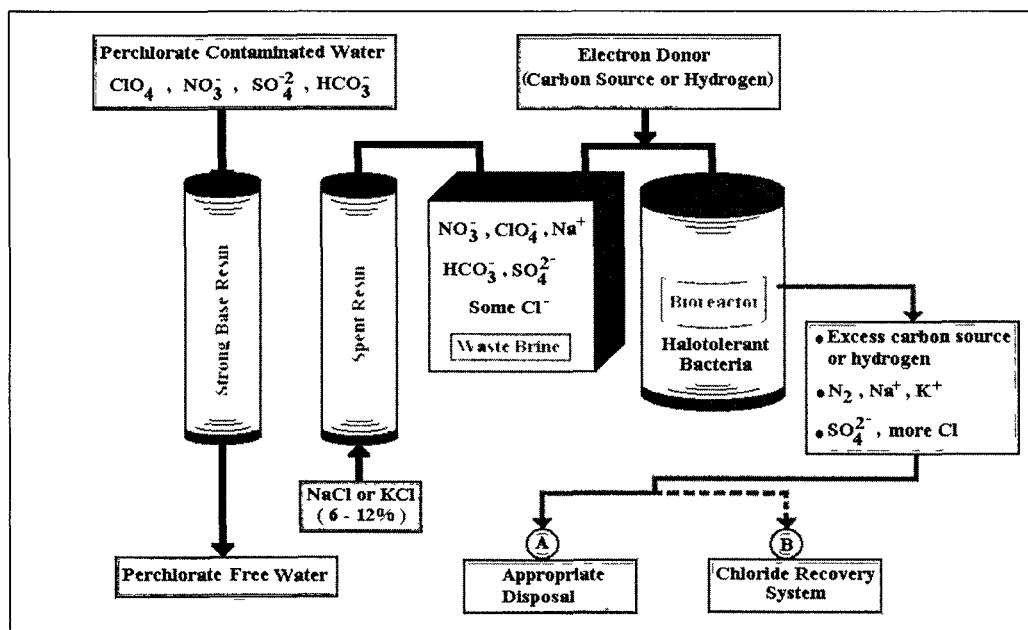 Perchlorate Contaminated Water
ClO₄ , NO₃⁻ , SO₄⁻² , HCO₃⁻
Electron Donor
(Carbon Source or Hydrogen)
Strong Base Resin
Spent Resin
NO₃⁻ , ClO₄⁻ , Na⁺
HCO₃⁻ , SO₄²⁻
Some Cl⁻
Waste Brine
Bioreactor
Halotolerant
Bacteria
• Excess carbon source
or hydrogen
• N₂ , Na⁺ , K⁺
• SO₄²⁻ , more Cl
NaCl or KCl
( 6 - 12% )
Perchlorate Free Water
A
Appropriate
Disposal
B
Chloride Recovery
System